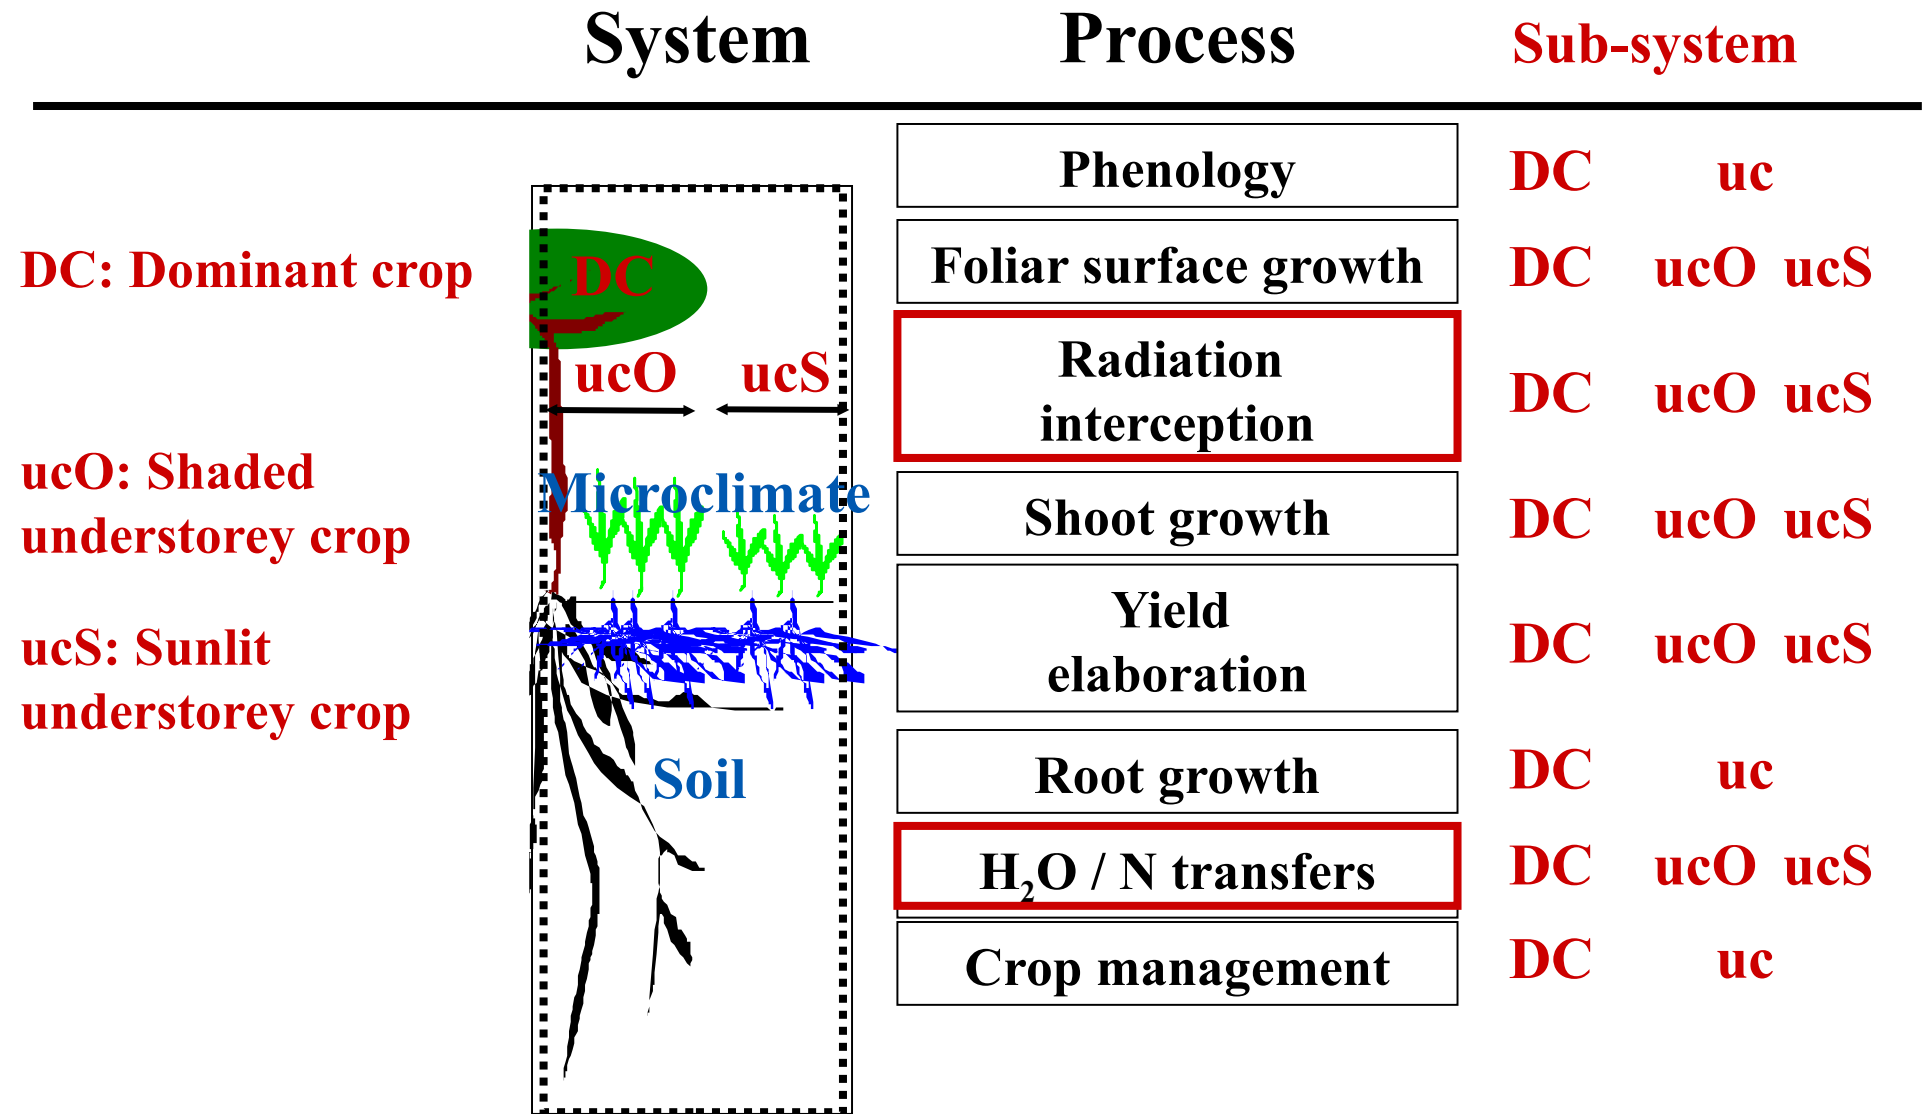 System Process Sub-system
DC: Dominant crop
ucO: Shaded
understorey crop
ucS: Sunlit
understorey crop
DC
ucO ucS
Microclimate
Soil
Phenology DC uc
Foliar surface growth DC ucO ucS
Radiation
interception DC ucO ucS
Shoot growth DC ucO ucS
Yield
elaboration DC ucO ucS
Root growth DC uc
H₂O / N transfers DC ucO ucS
Crop management DC uc